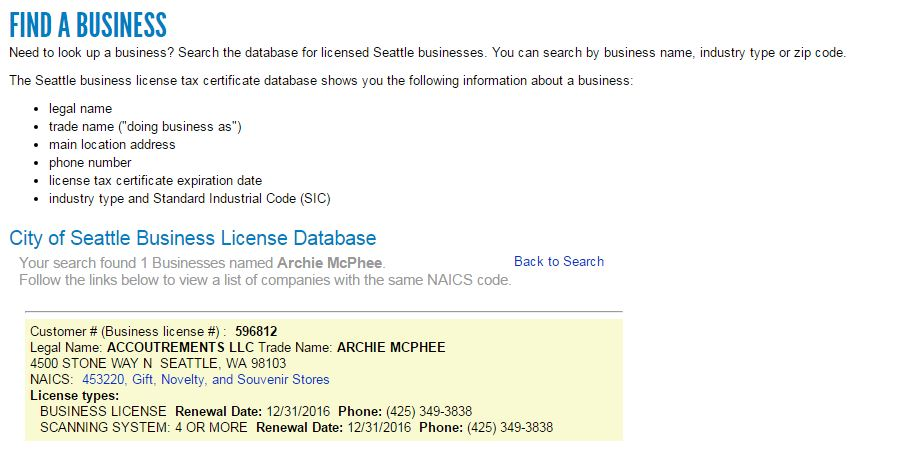 FIND A BUSINESS
Need to look up a business? Search the database for licensed Seattle businesses. You can search by business name, industry type or zip code.
The Seattle business license tax certificate database shows you the following information about a business:
• legal name
• trade name ("doing business as")
• main location address
• phone number
• license tax certificate expiration date
• industry type and Standard Industrial Code (SIC)
City of Seattle Business License Database
Your search found 1 Businesses named Archie McPhee.
Back to Search
Follow the links below to view a list of companies with the same NAICS code.
Customer # (Business license #) : 596812
Legal Name: ACCOUTREMENTS LLC Trade Name: ARCHIE MCPHEE
4500 STONE WAY N SEATTLE, WA 98103
NAICS: 453220, Gift, Novelty, and Souvenir Stores
License types:
BUSINESS LICENSE Renewal Date: 12/31/2016 Phone: (425) 349-3838
SCANNING SYSTEM: 4 OR MORE Renewal Date: 12/31/2016 Phone: (425) 349-3838